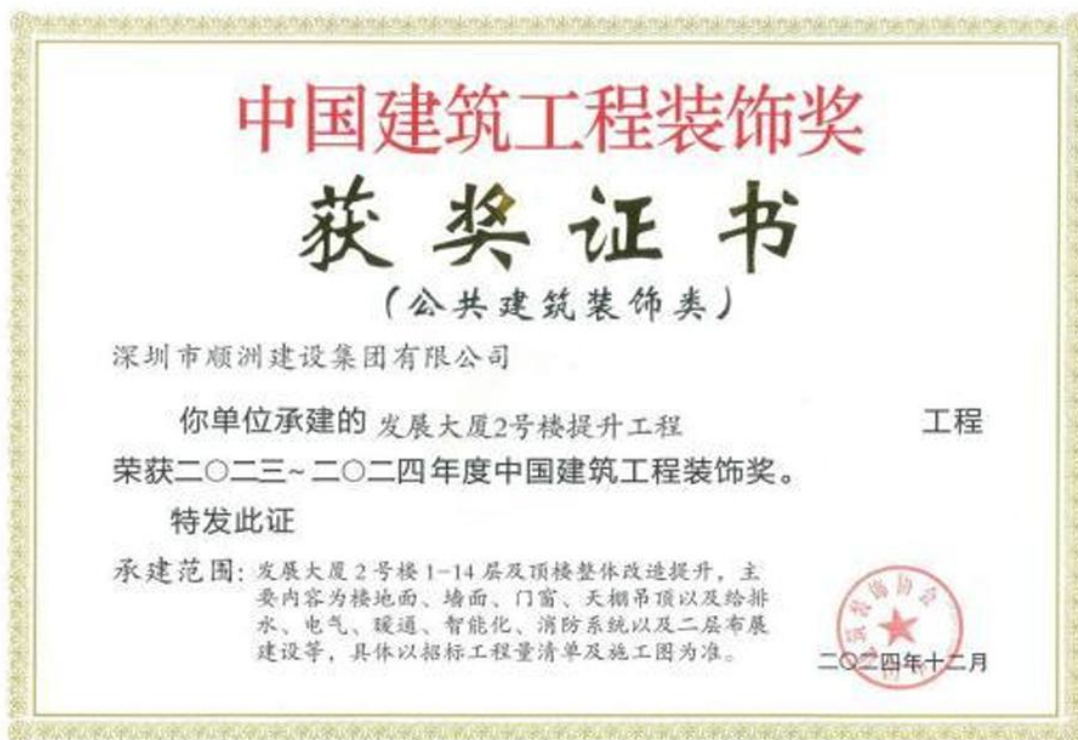 中国建筑工程装饰奖
获奖证书
(公共建筑装饰类)
深圳市顺洲建设集团有限公司
你单位承建的 发展大厦2号楼提升工程 工程
荣获二〇二三~二〇二四年度中国建筑工程装饰奖。
特发此证
承建范围: 发展大厦2号楼1-14层及顶楼整体改造提升,主
要内容为楼地面、墙面、门窗、天棚吊顶以及给排
水、电气、暖通、智能化、消防系统以及二层布展
建设等,具体以招标工程量清单及施工图为准。
筑装饰协会
二〇二四年十二月